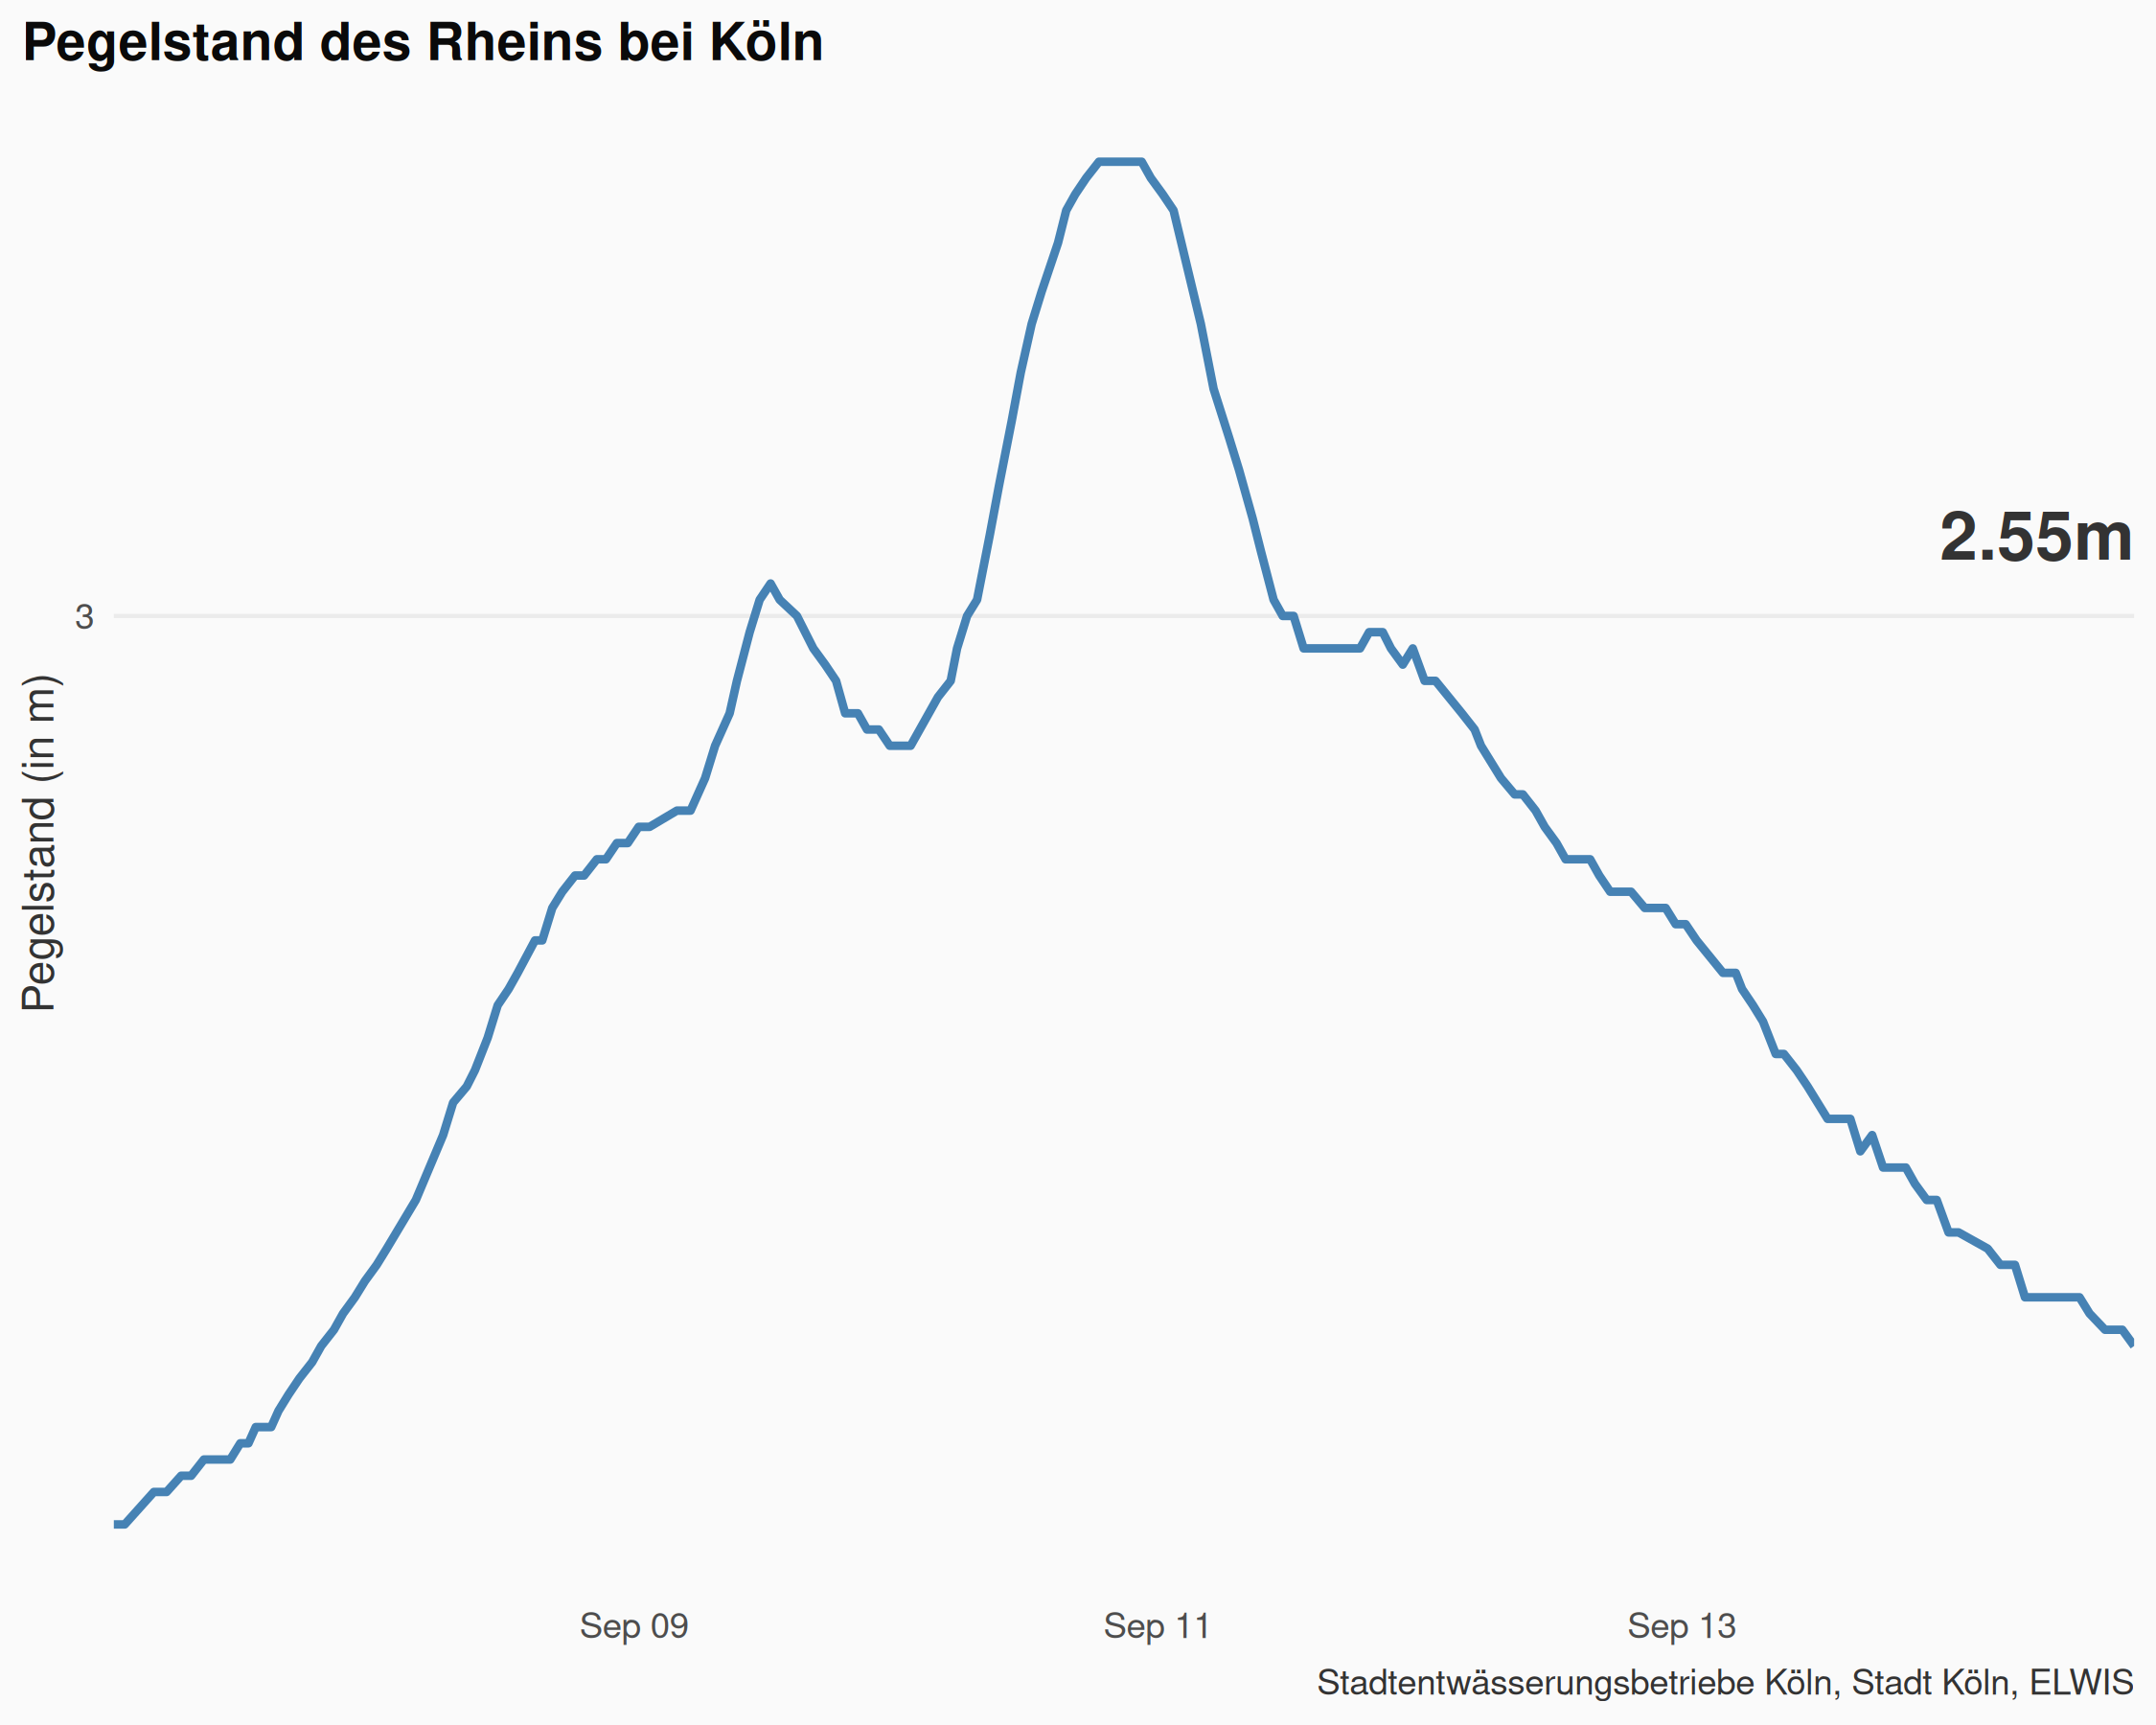 Pegelstand des Rheins bei Köln
2.55m
3
Pegelstand (in m)
Sep 09
Sep 11
Sep 13
Stadtentwässerungsbetriebe Köln, Stadt Köln, ELWIS